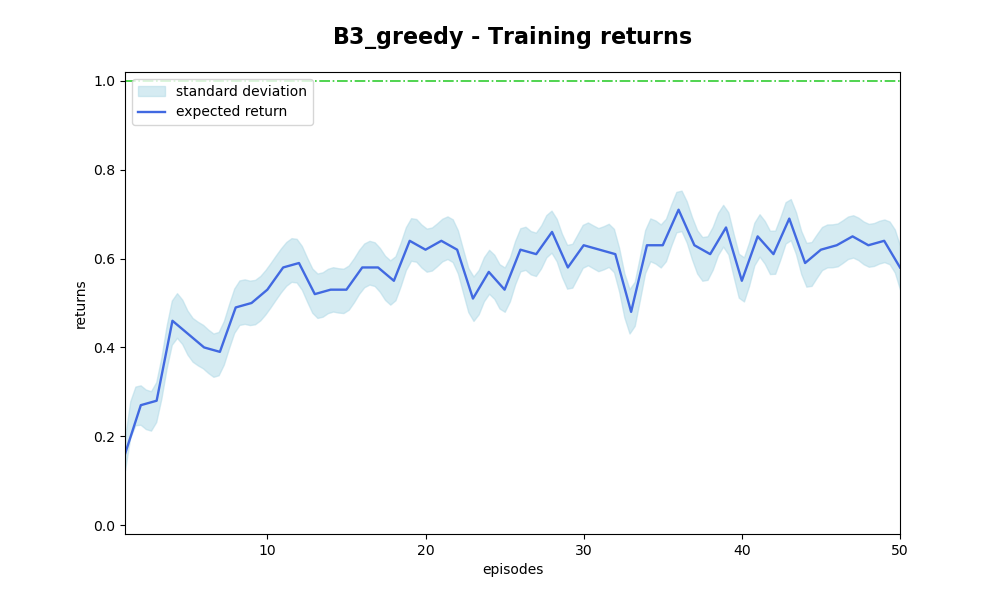 B3_greedy - Training returns
1.0
standard deviation
expected return
0.8
0.6
0.4
0.2
0.0
returns
10 20 30 40 50
episodes